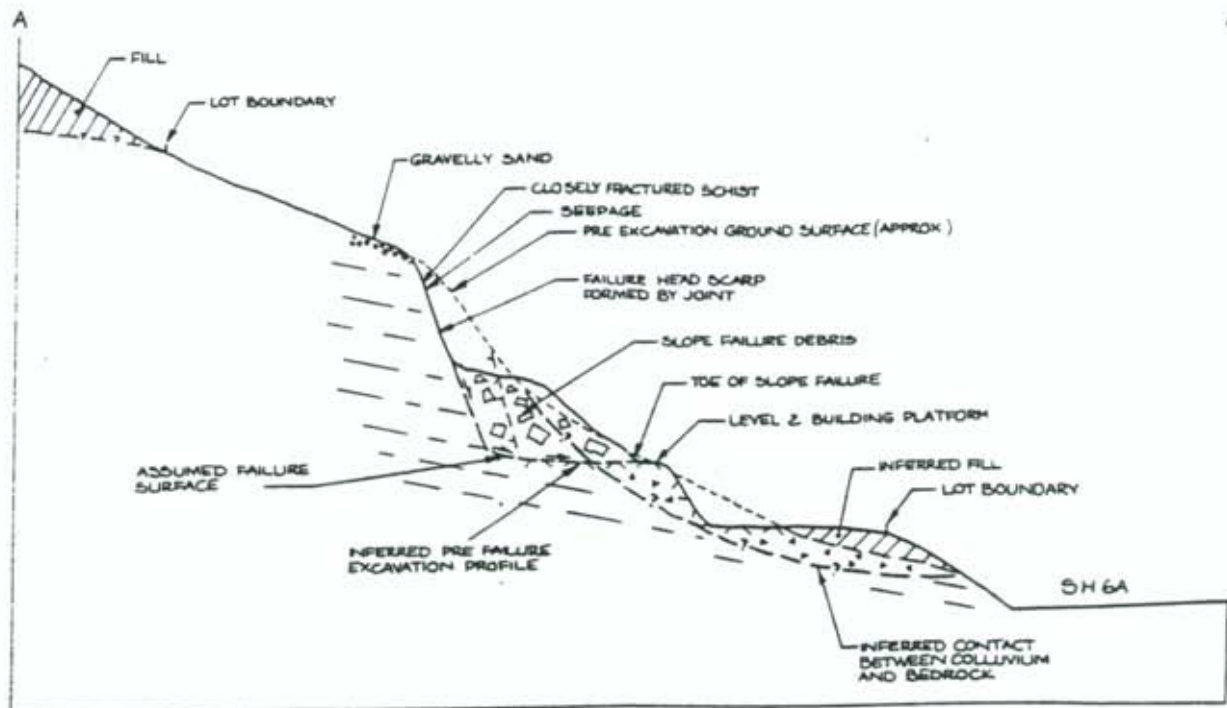 A
FILL
LOT BOUNDARY
GRAVELLY SAND
CLOSELY FRACTURED SCHIST
SEEPAGE
PRE EXCAVATION GROUND SURFACE (APPROX)
FAILURE HEAD SCARP
FORMED BY JOINT
SLOPE FAILURE DEBRIS
TOE OF SLOPE FAILURE
LEVEL 2 BUILDING PLATFORM
ASSUMED FAILURE
SURFACE
INFERRED FILL
LOT BOUNDARY
INFERRED PRE FAILURE
EXCAVATION PROFILE
SH 6A
INFERRED CONTACT
BETWEEN COLLUVIUM
AND BEDROCK